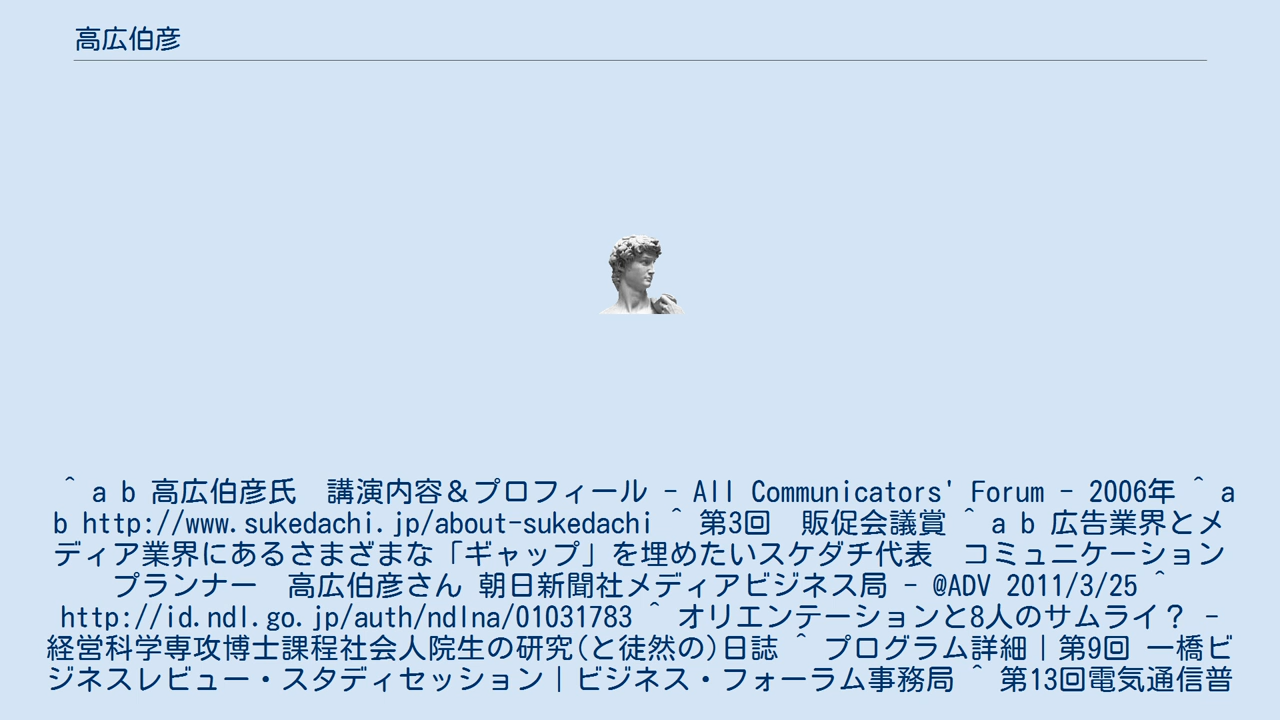 高広伯彦
^ a b 高広伯彦氏　講演内容＆プロフィール - All Communicators' Forum - 2006年 ^ a
b http://www.sukedachi.jp/about-sukedachi ^ 第3回　販促会議賞 ^ a b 広告業界とメ
ディア業界にあるさまざまな「ギャップ」を埋めたいスケダチ代表　コミュニケーション
プランナー　高広伯彦さん 朝日新聞社メディアビジネス局 - @ADV 2011/3/25 ^
http://id.ndl.go.jp/auth/ndlna/01031783 ^ オリエンテーションと8人のサムライ？ -
経営科学専攻博士課程社会人院生の研究(と徒然の)日誌 ^ プログラム詳細｜第9回 一橋ビ
ジネスレビュー・スタディセッション｜ビジネス・フォーラム事務局 ^ 第13回電気通信普